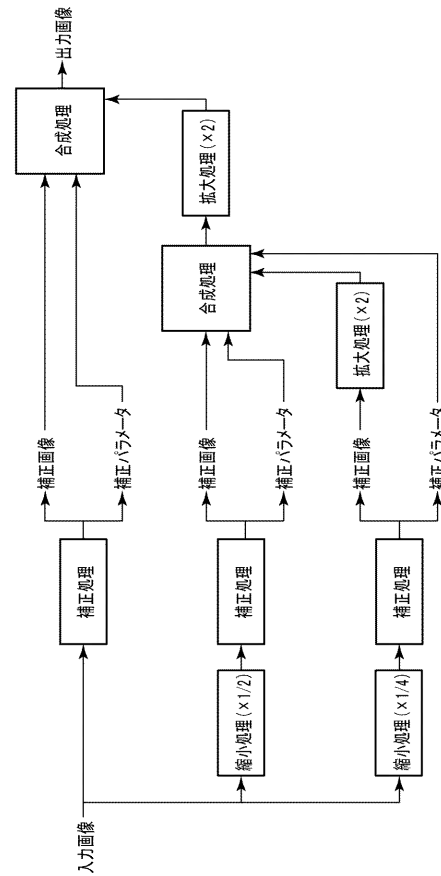 入力画像
補正処理
補正画像
補正パラメータ
合成処理
出力画像
縮小処理(×1/2)
補正処理
補正画像
補正パラメータ
合成処理
拡大処理(×2)
縮小処理(×1/4)
補正処理
補正画像
補正パラメータ
拡大処理(×2)